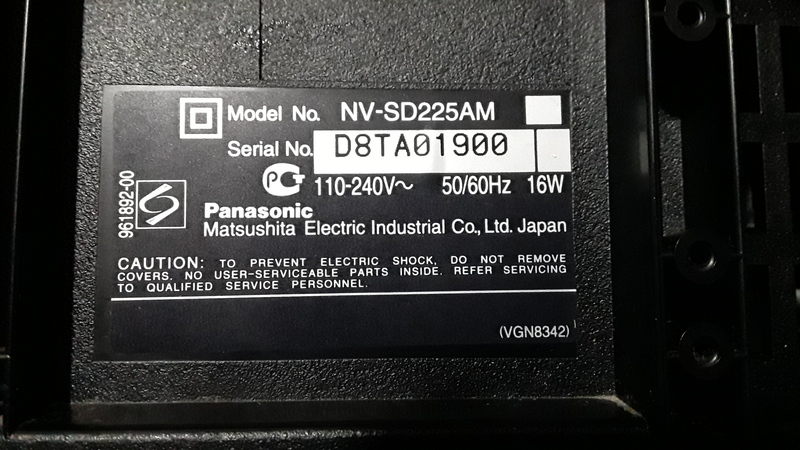 Model No. NV-SD225AM
Serial No. D8TA01900
PCT 110-240V~ 50/60Hz 16W
961892-00
Panasonic
Matsushita Electric Industrial Co., Ltd. Japan
CAUTION: TO PREVENT ELECTRIC SHOCK, DO NOT REMOVE
COVERS. NO USER-SERVICEABLE PARTS INSIDE. REFER SERVICING
TO QUALIFIED SERVICE PERSONNEL.
(VGN8342)